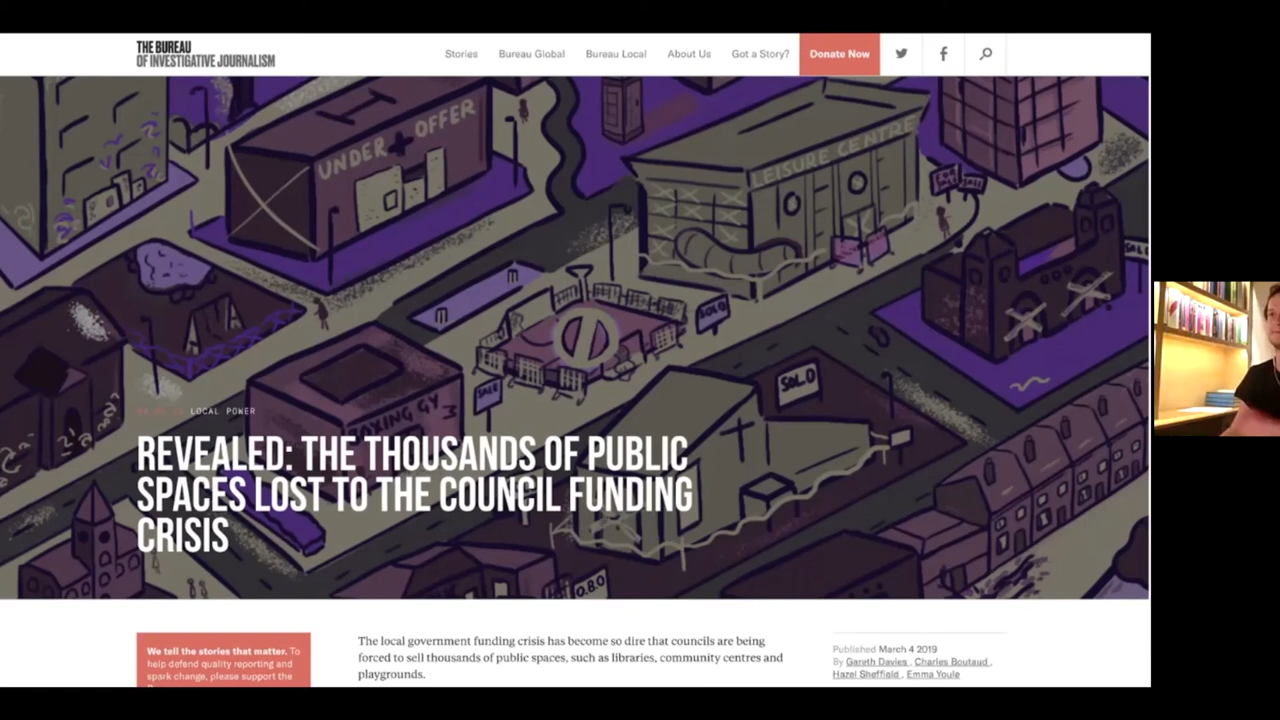 THE BUREAU
OF INVESTIGATIVE JOURNALISM
Stories Bureau Global Bureau Local About Us Got a Story? Donate Now
UNDER OFFER
LEISURE CENTRE
SOLD
SALE
SOLD
LOCAL POWER
REVEALED: THE THOUSANDS OF PUBLIC
SPACES LOST TO THE COUNCIL FUNDING
CRISIS
We tell the stories that matter. To
help defend quality reporting and
spark change, please support the
The local government funding crisis has become so dire that councils are being
forced to sell thousands of public spaces, such as libraries, community centres and
playgrounds.
Published March 4 2019
By Gareth Davies , Charles Boutaud ,
Hazel Sheffield , Emma Youle